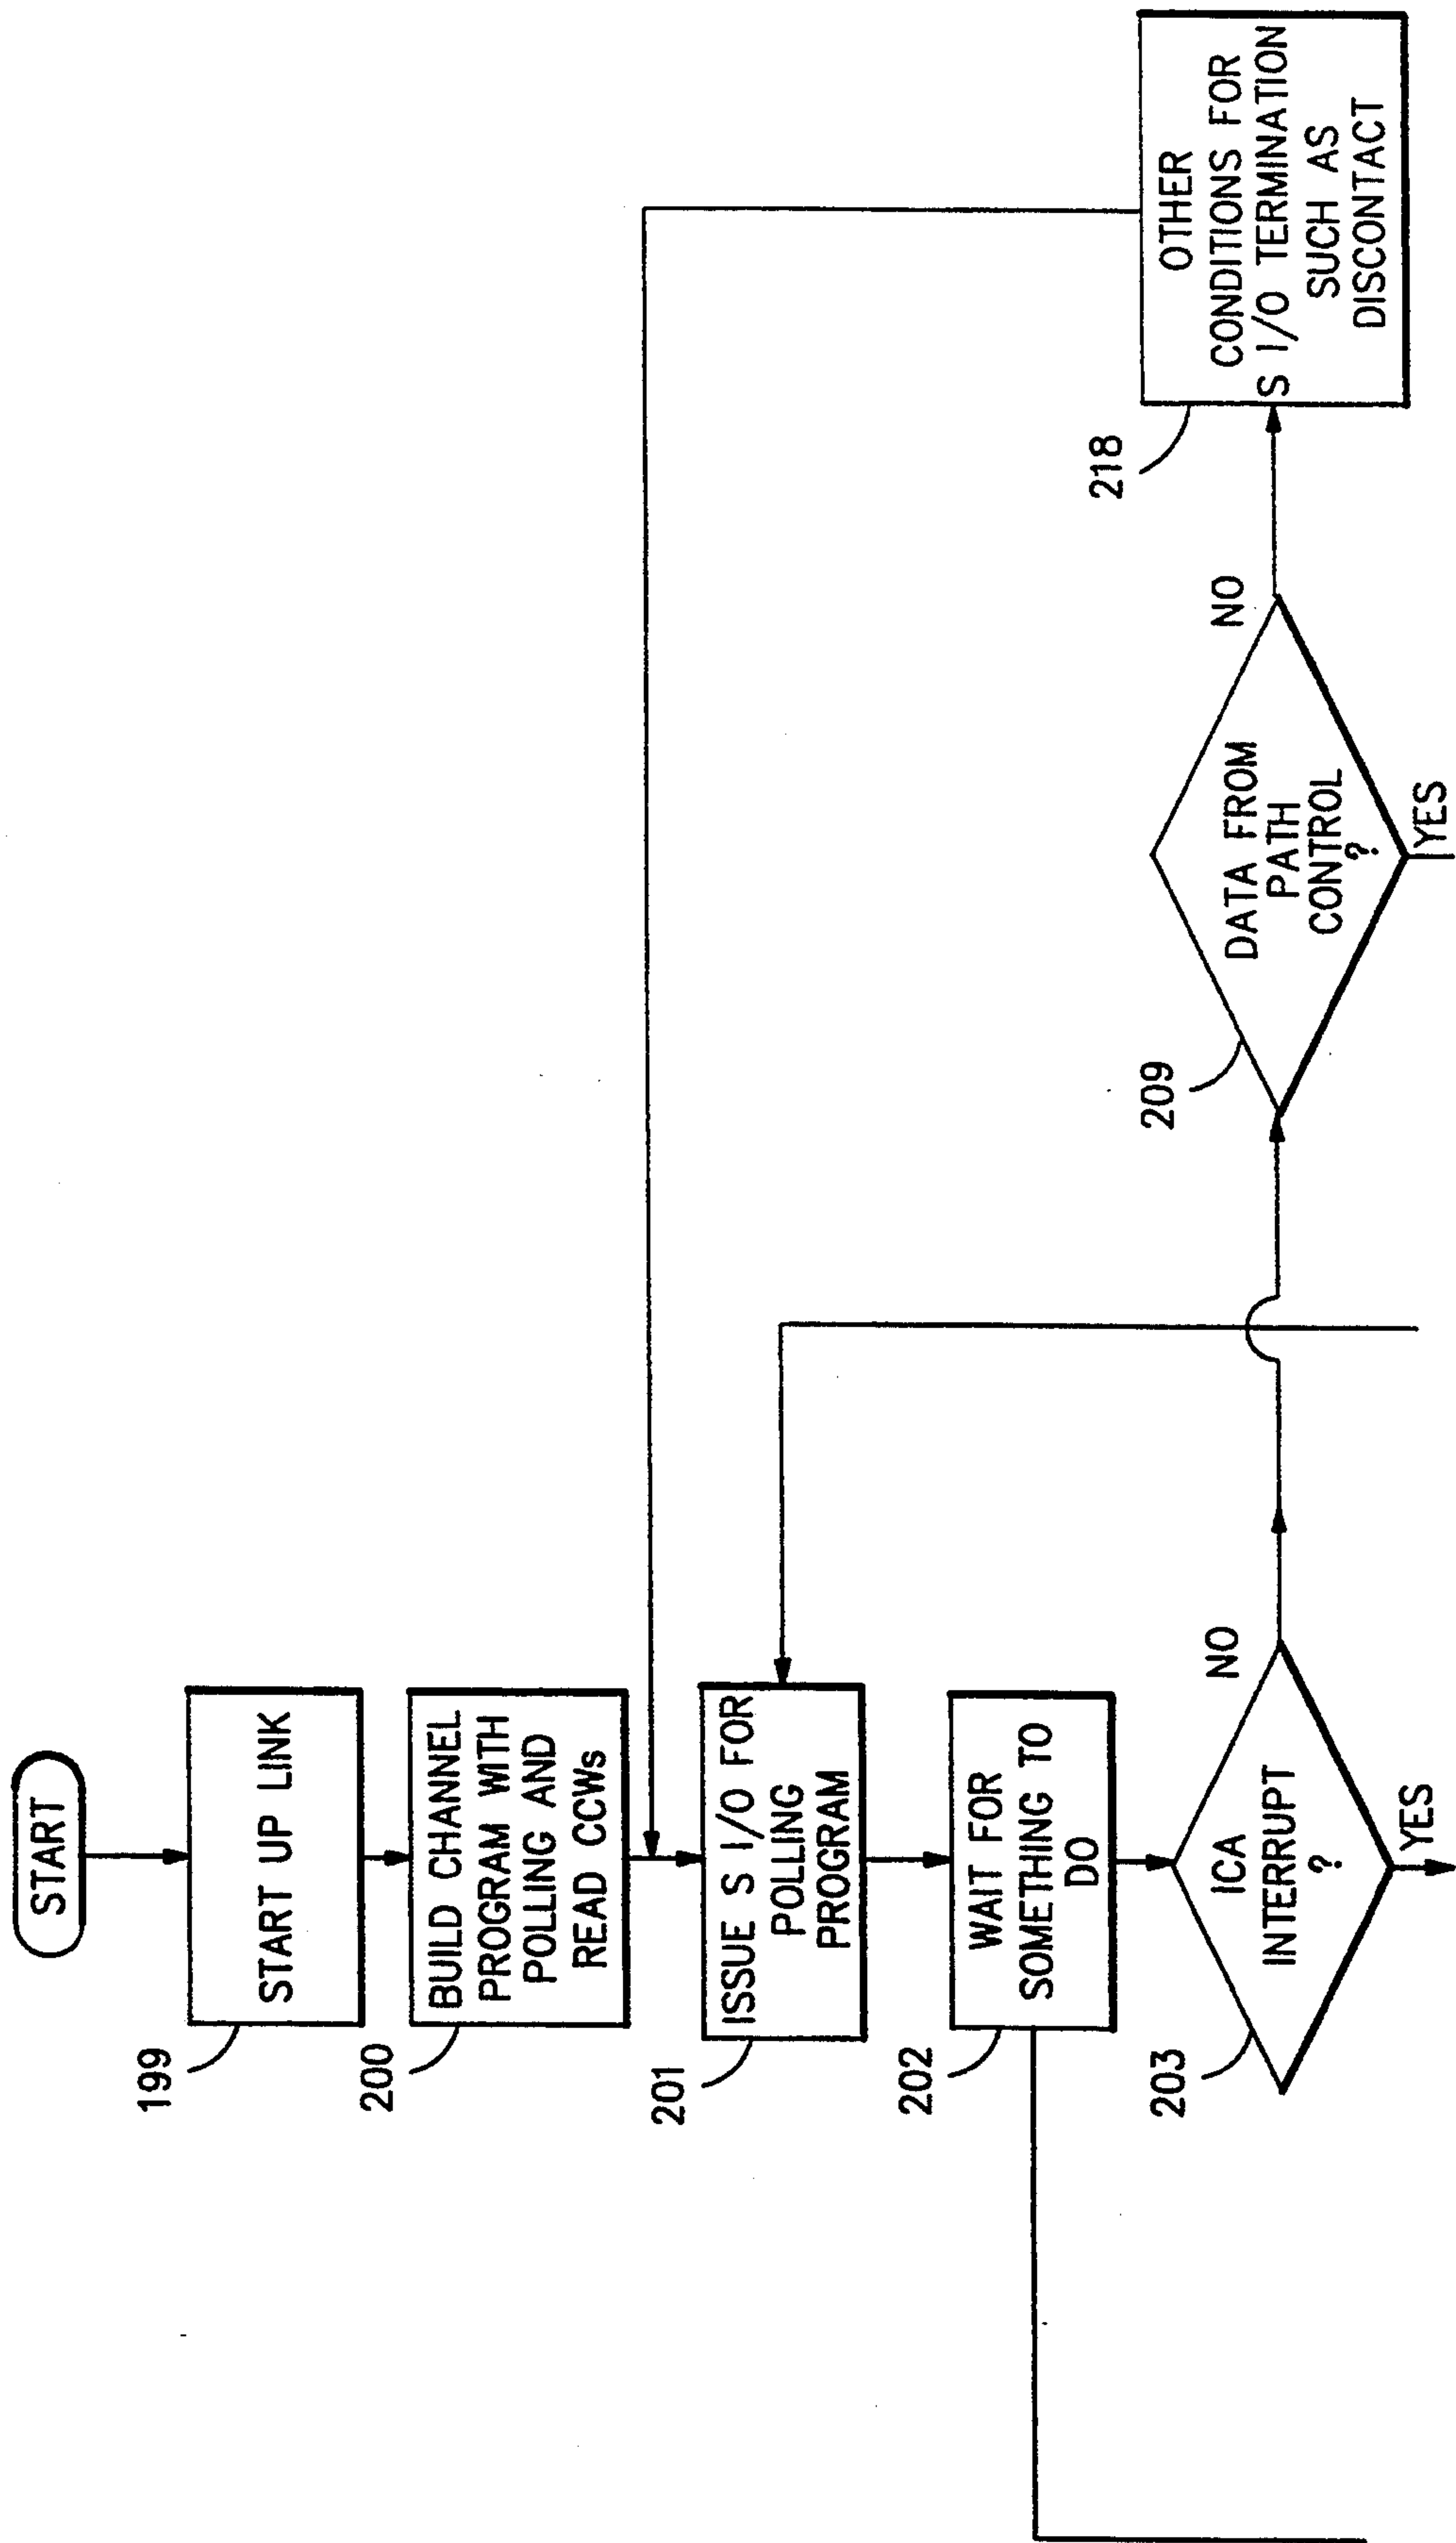 START
199
START UP LINK
200
BUILD CHANNEL
PROGRAM WITH
POLLING AND
READ CCWs
201
ISSUE S I/O FOR
POLLING
PROGRAM
202
WAIT FOR
SOMETHING TO
DO
203
ICA
INTERRUPT
?
NO
YES
209
DATA FROM
PATH
CONTROL
?
NO
YES
218
OTHER
CONDITIONS FOR
S I/O TERMINATION
SUCH AS
DISCONTACT